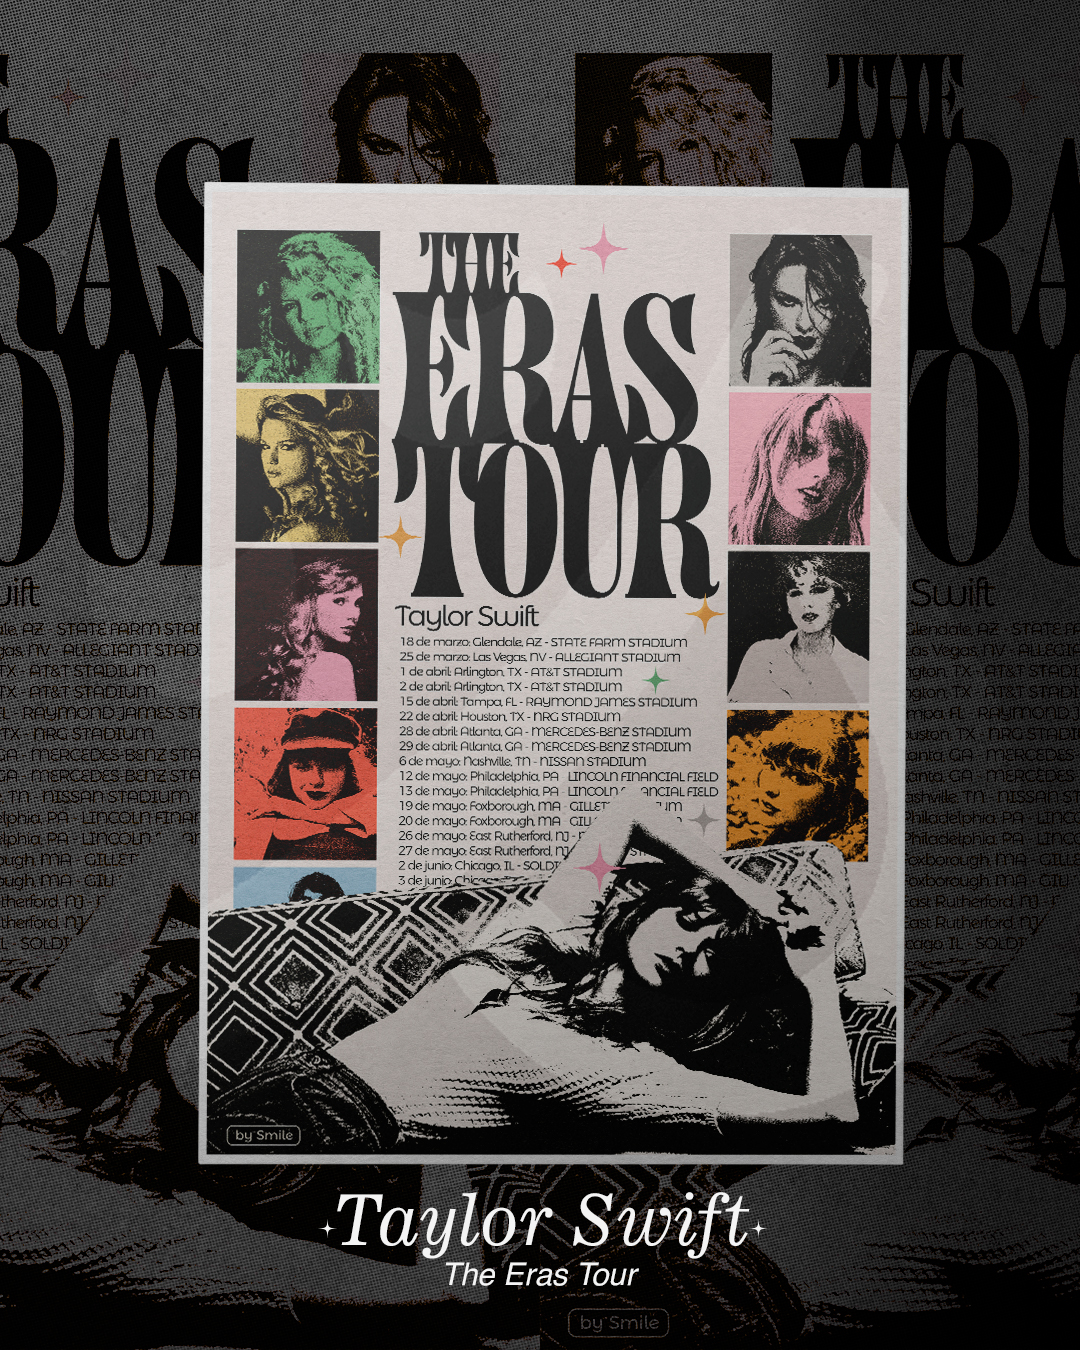 THE
ERAS
TOUR
Taylor Swift
18 de marzo: Glendale, AZ - STATE FARM STADIUM
25 de marzo: Las Vegas, NV - ALLEGIANT STADIUM
1 de abril: Arlington, TX - AT&T STADIUM
2 de abril: Arlington, TX - AT&T STADIUM
15 de abril: Tampa, FL - RAYMOND JAMES STADIUM
22 de abril: Houston, TX - NRG STADIUM
28 de abril: Atlanta, GA - MERCEDES-BENZ STADIUM
29 de abril: Atlanta, GA - MERCEDES-BENZ STADIUM
6 de mayo: Nashville, TN - NISSAN STADIUM
12 de mayo: Philadelphia, PA - LINCOLN FINANCIAL FIELD
13 de mayo: Philadelphia, PA - LINCOLN FINANCIAL FIELD
19 de mayo: Foxborough, MA - GILLET
20 de mayo: Foxborough, MA - GILL
26 de mayo: East Rutherford, NJ -
27 de mayo: East Rutherford, NJ
2 de junio: Chicago, IL - SOLDI
3 de junio: Chicago
by Smile
Taylor Swift
The Eras Tour
by Smile